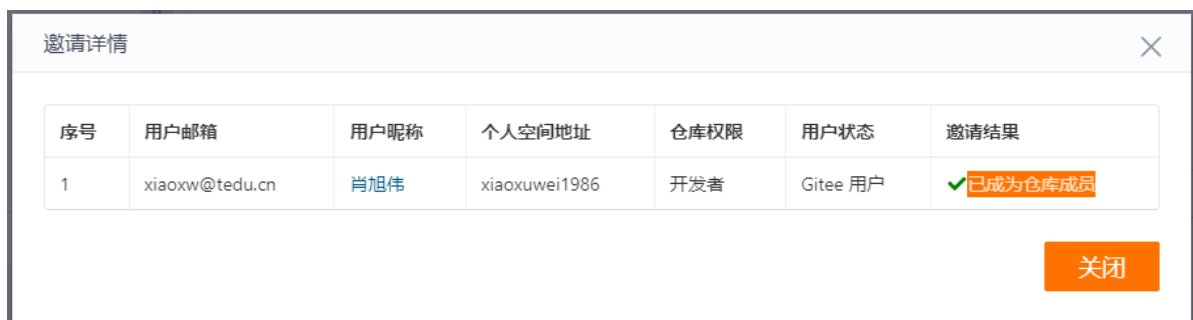 邀请详情
序号 用户邮箱 用户昵称 个人空间地址 仓库权限 用户状态 邀请结果
1 xiaoxw@tedu.cn 肖旭伟 xiaoxuwei1986 开发者 Gitee 用户 已成为仓库成员
关闭